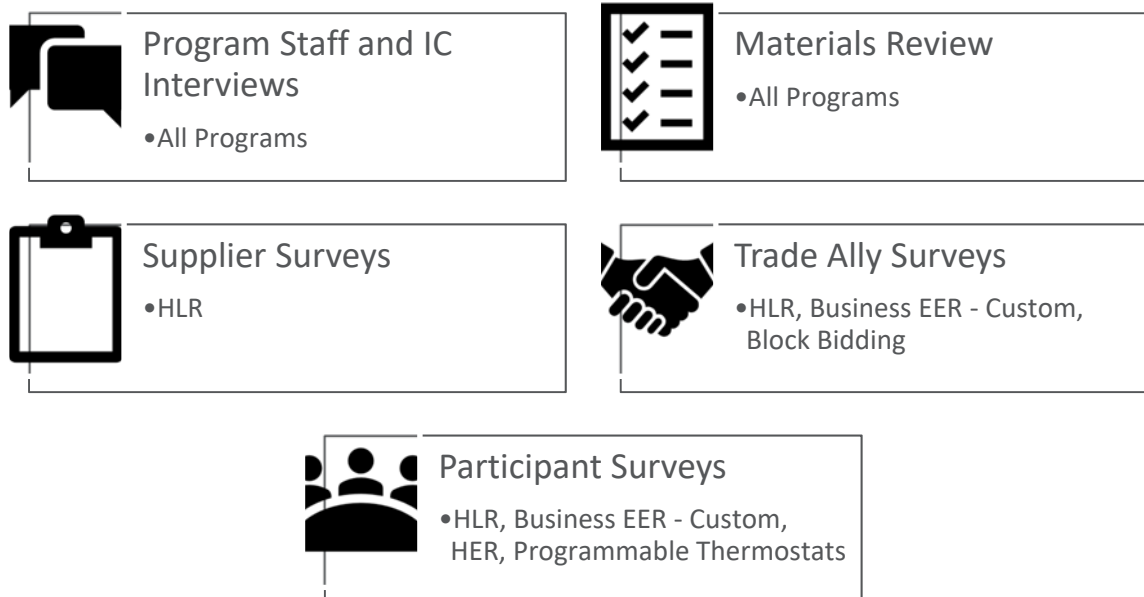 Program Staff and IC
Interviews
•All Programs
Materials Review
•All Programs
Supplier Surveys
•HLR
Trade Ally Surveys
•HLR, Business EER - Custom,
Block Bidding
Participant Surveys
•HLR, Business EER - Custom,
HER, Programmable Thermostats